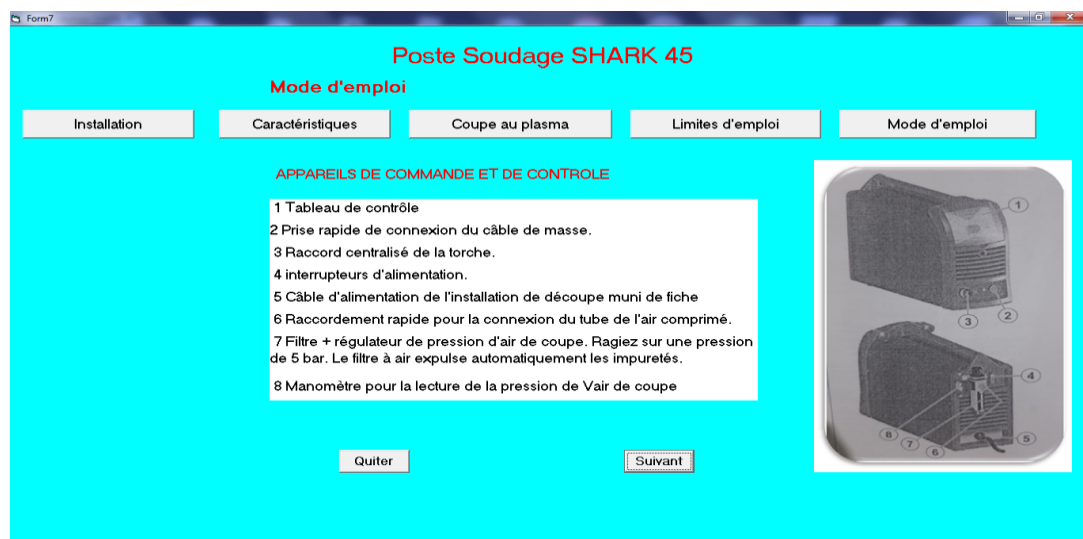 Form7
Poste Soudage SHARK 45
Mode d'emploi
Installation
Caractéristiques
Coupe au plasma
Limites d'emploi
Mode d'emploi
APPAREILS DE COMMANDE ET DE CONTROLE
1 Tableau de contrôle
2 Prise rapide de connexion du câble de masse.
3 Raccord centralisé de la torche.
4 interrupteurs d'alimentation.
5 Câble d'alimentation de l'installation de découpe muni de fiche
6 Raccordement rapide pour la connexion du tube de l'air comprimé.
7 Filtre + régulateur de pression d'air de coupe. Ragiez sur une pression
de 5 bar. Le filtre à air expulse automatiquement les impuretés.
8 Manomètre pour la lecture de la pression de Vair de coupe
1
2
3
4
5
6
7
8
Quiter
Suivant